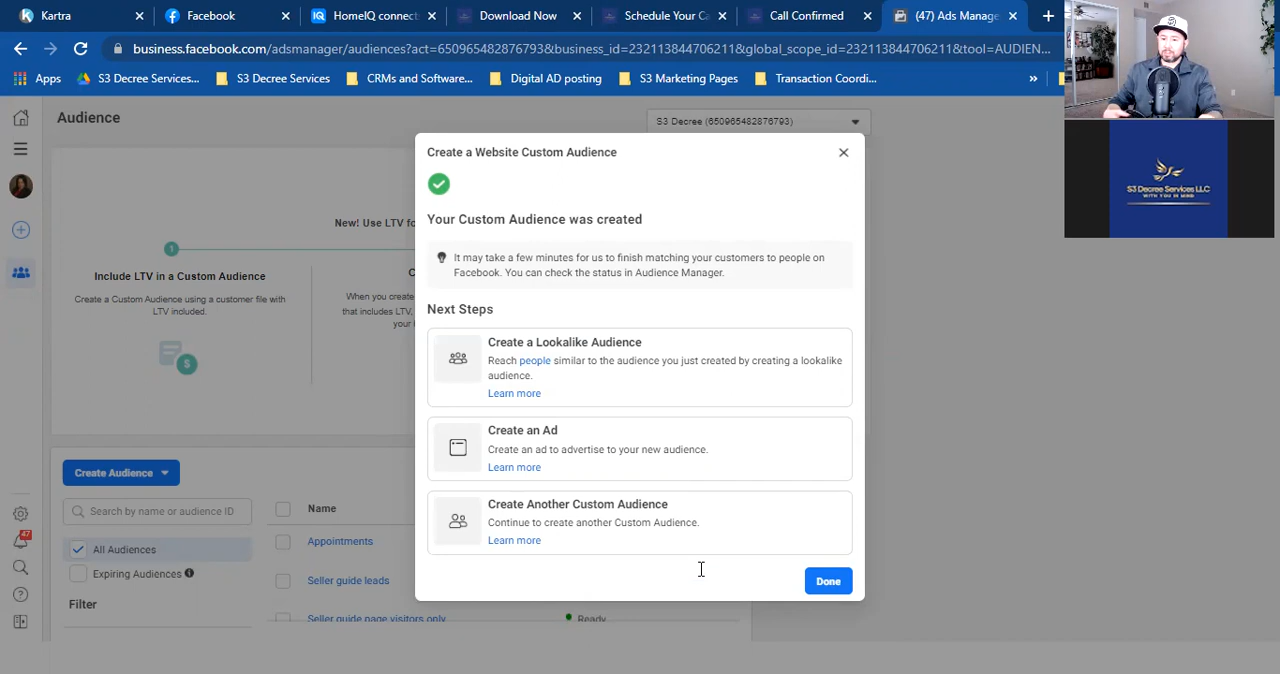 Kartra
Facebook
HomeIQ connect
Download Now
Schedule Your Ca
Call Confirmed
(47) Ads Manage
business.facebook.com/adsmanager/audiences?act=650965482876793&business_id=232113844706211&global_scope_id=232113844706211&tool=AUDIEN...
Apps
S3 Decree Services...
S3 Decree Services
CRMs and Software...
Digital AD posting
S3 Marketing Pages
Transaction Coordi...
»
Audience
S3 Decree (650965482876793)
Create a Website Custom Audience
Your Custom Audience was created
It may take a few minutes for us to finish matching your customers to people on
Facebook. You can check the status in Audience Manager.
Next Steps
Create a Lookalike Audience
Reach people similar to the audience you just created by creating a lookalike
audience.
Learn more
Create an Ad
Create an ad to advertise to your new audience.
Learn more
Create Another Custom Audience
Continue to create another Custom Audience.
Learn more
Done
New! Use LTV fo
1
Include LTV in a Custom Audience
Create a Custom Audience using a customer file with
LTV included.
C
When you create
that includes LTV,
your
Create Audience
Search by name or audience ID
All Audiences
Expiring Audiences
Filter
Name
Appointments
Seller guide leads
Seller guide page visitors only
Ready
47
S3 DECREE SERVICES LLC
WITH YOU IN MIND